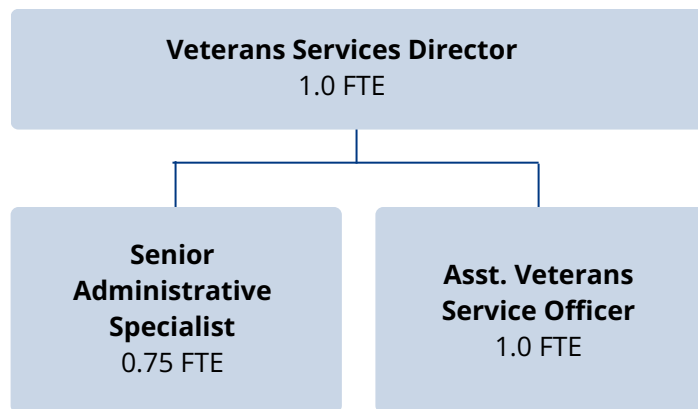 Veterans Services Director
1.0 FTE
Senior
Administrative
Specialist
0.75 FTE
Asst. Veterans
Service Officer
1.0 FTE